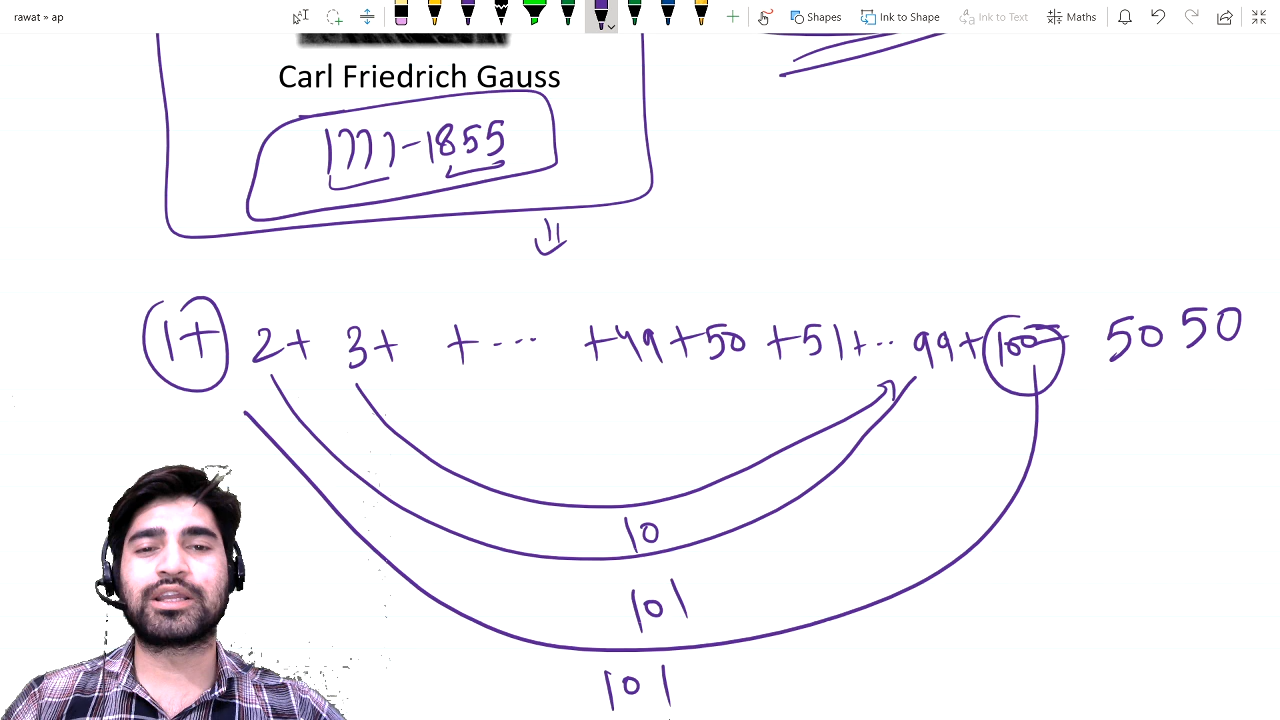 rawat » ap
Shapes Ink to Shape Ink to Text Maths
Carl Friedrich Gauss
1777-1855
1+ 2+ 3+ +... +49+50 +51+.. 99+100= 5050
10
101
101